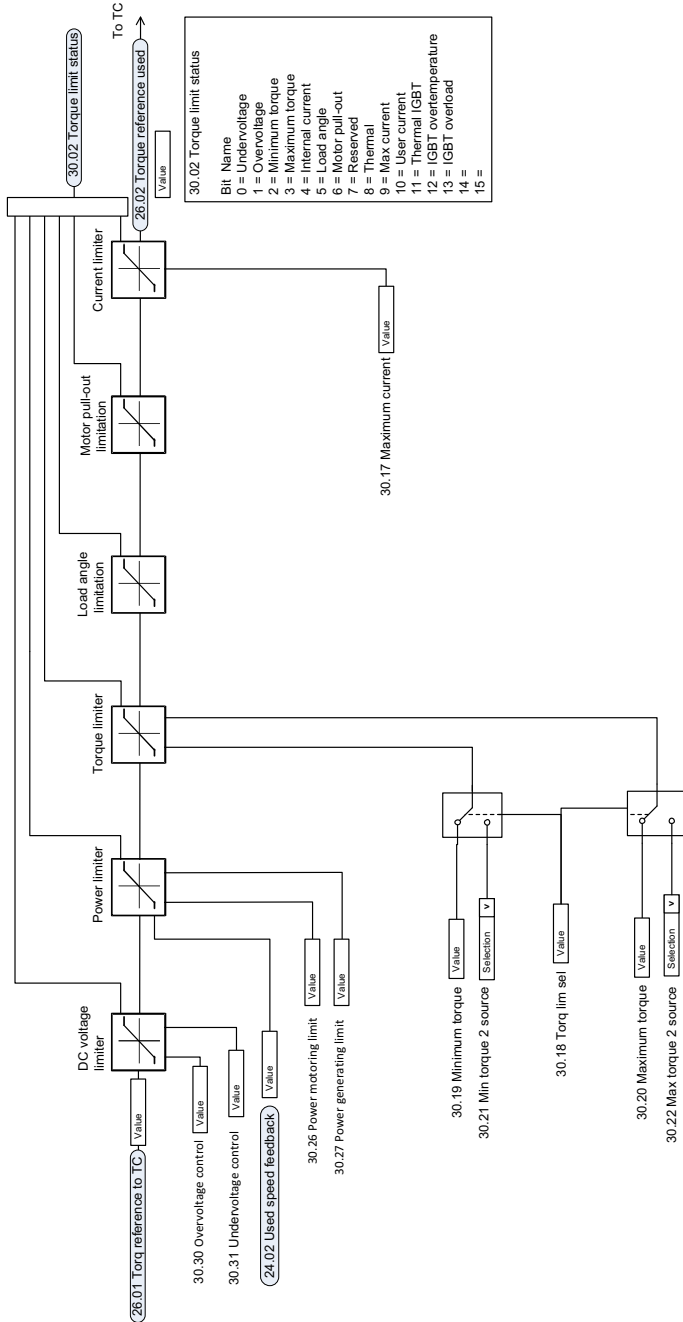 26.01 Torq reference to TC
Value
DC voltage
limiter
30.30 Overvoltage control
Value
30.31 Undervoltage control
Value
24.02 Used speed feedback
Value
Power limiter
30.26 Power motoring limit
Value
30.27 Power generating limit
Value
Torque limiter
30.19 Minimum torque
Value
30.21 Min torque 2 source
Selection
v
30.18 Torq lim sel
Value
30.20 Maximum torque
Value
30.22 Max torque 2 source
Selection
v
Load angle
limitation
Motor pull-out
limitation
Current limiter
30.17 Maximum current
Value
30.02 Torque limit status
26.02 Torque reference used
Value
To TC
30.02 Torque limit status
Bit Name
0 = Undervoltage
1 = Overvoltage
2 = Minimum torque
3 = Maximum torque
4 = Internal current
5 = Load angle
6 = Motor pull-out
7 = Reserved
8 = Thermal
9 = Max current
10 = User current
11 = Thermal IGBT
12 = IGBT overtemperature
13 = IGBT overload
14 =
15 =